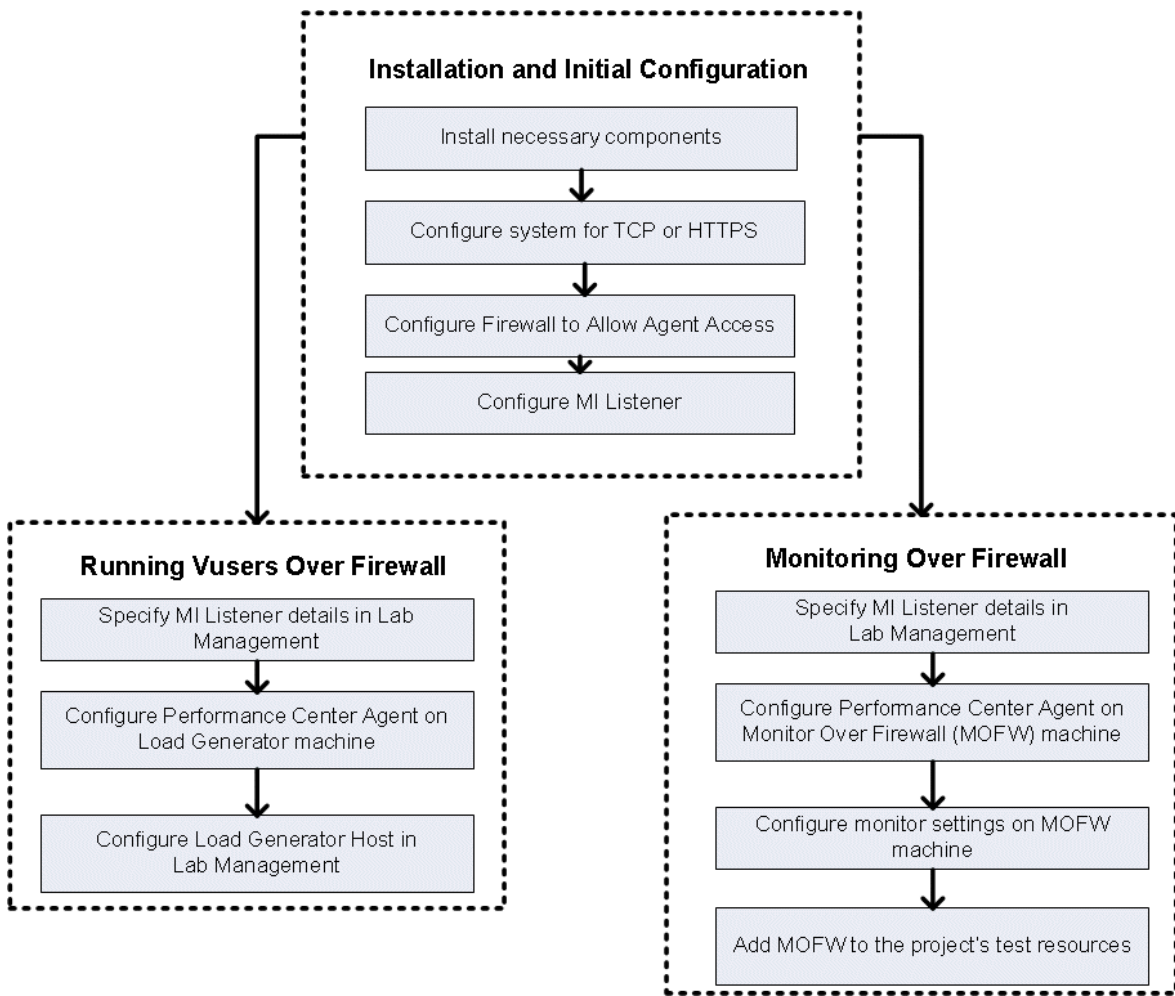 Installation and Initial Configuration
Install necessary components
Configure system for TCP or HTTPS
Configure Firewall to Allow Agent Access
Configure MI Listener
Running Vusers Over Firewall
Specify MI Listener details in Lab
Management
Configure Performance Center Agent on
Load Generator machine
Configure Load Generator Host in
Lab Management
Monitoring Over Firewall
Specify MI Listener details in
Lab Management
Configure Performance Center Agent on
Monitor Over Firewall (MOFW) machine
Configure monitor settings on MOFW
machine
Add MOFW to the project's test resources